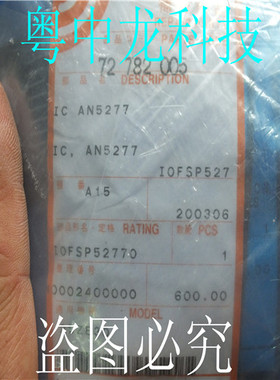 粤中龙科技
72 782 005
DESCRIPTION
IC AN5277
IC, AN5277
IOFSP527
A15
200306
RATING
PCS
IOFSP52770
1
0002400000
600.00
MODEL
盗图必究